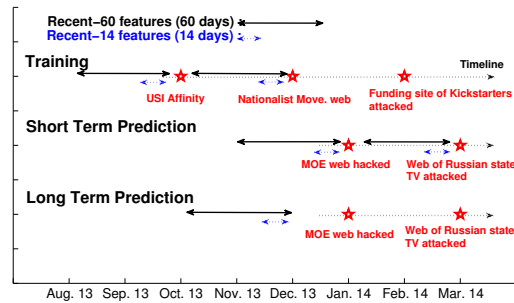 Recent-60 features (60 days)
Recent-14 features (14 days)
Training
Timeline
USI Affinity
Nationalist Move. web
Funding site of Kickstarters
attacked
Short Term Prediction
MOE web hacked
Web of Russian state
TV attacked
Long Term Prediction
MOE web hacked
Web of Russian state
TV attacked
Aug. 13 Sep. 13 Oct. 13 Nov. 13 Dec. 13 Jan. 14 Feb. 14 Mar. 14